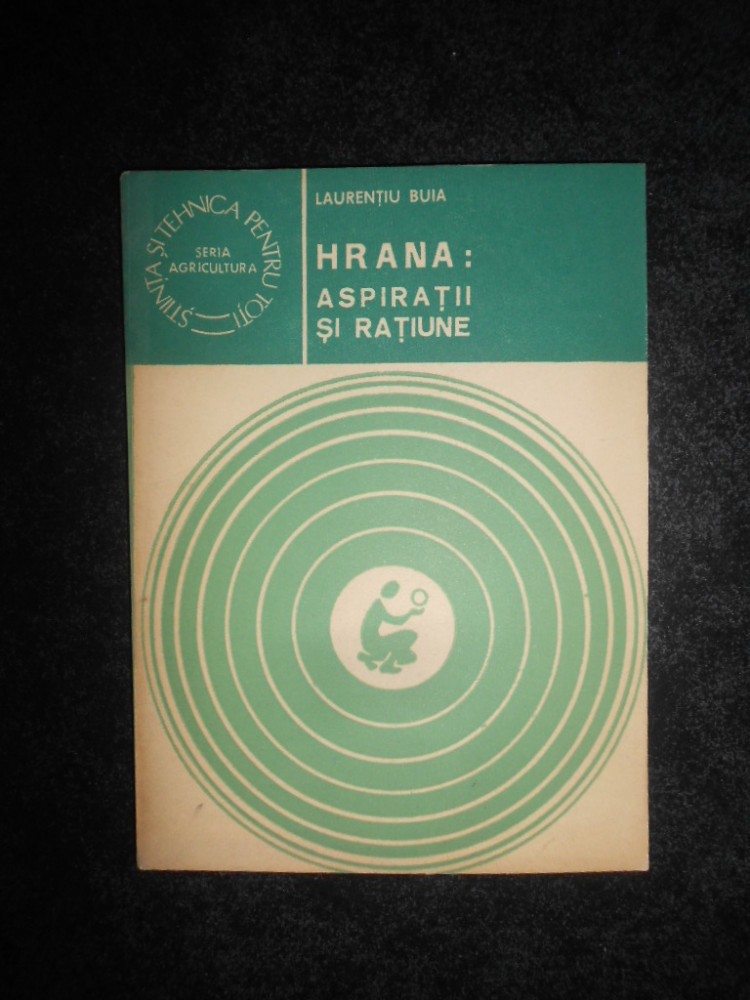 ȘTIINȚA ȘI TEHNICA PENTRU TOȚI
SERIA
AGRICULTURA
LAURENȚIU BUIA
HRANA:
ASPIRAȚII
ȘI RAȚIUNE